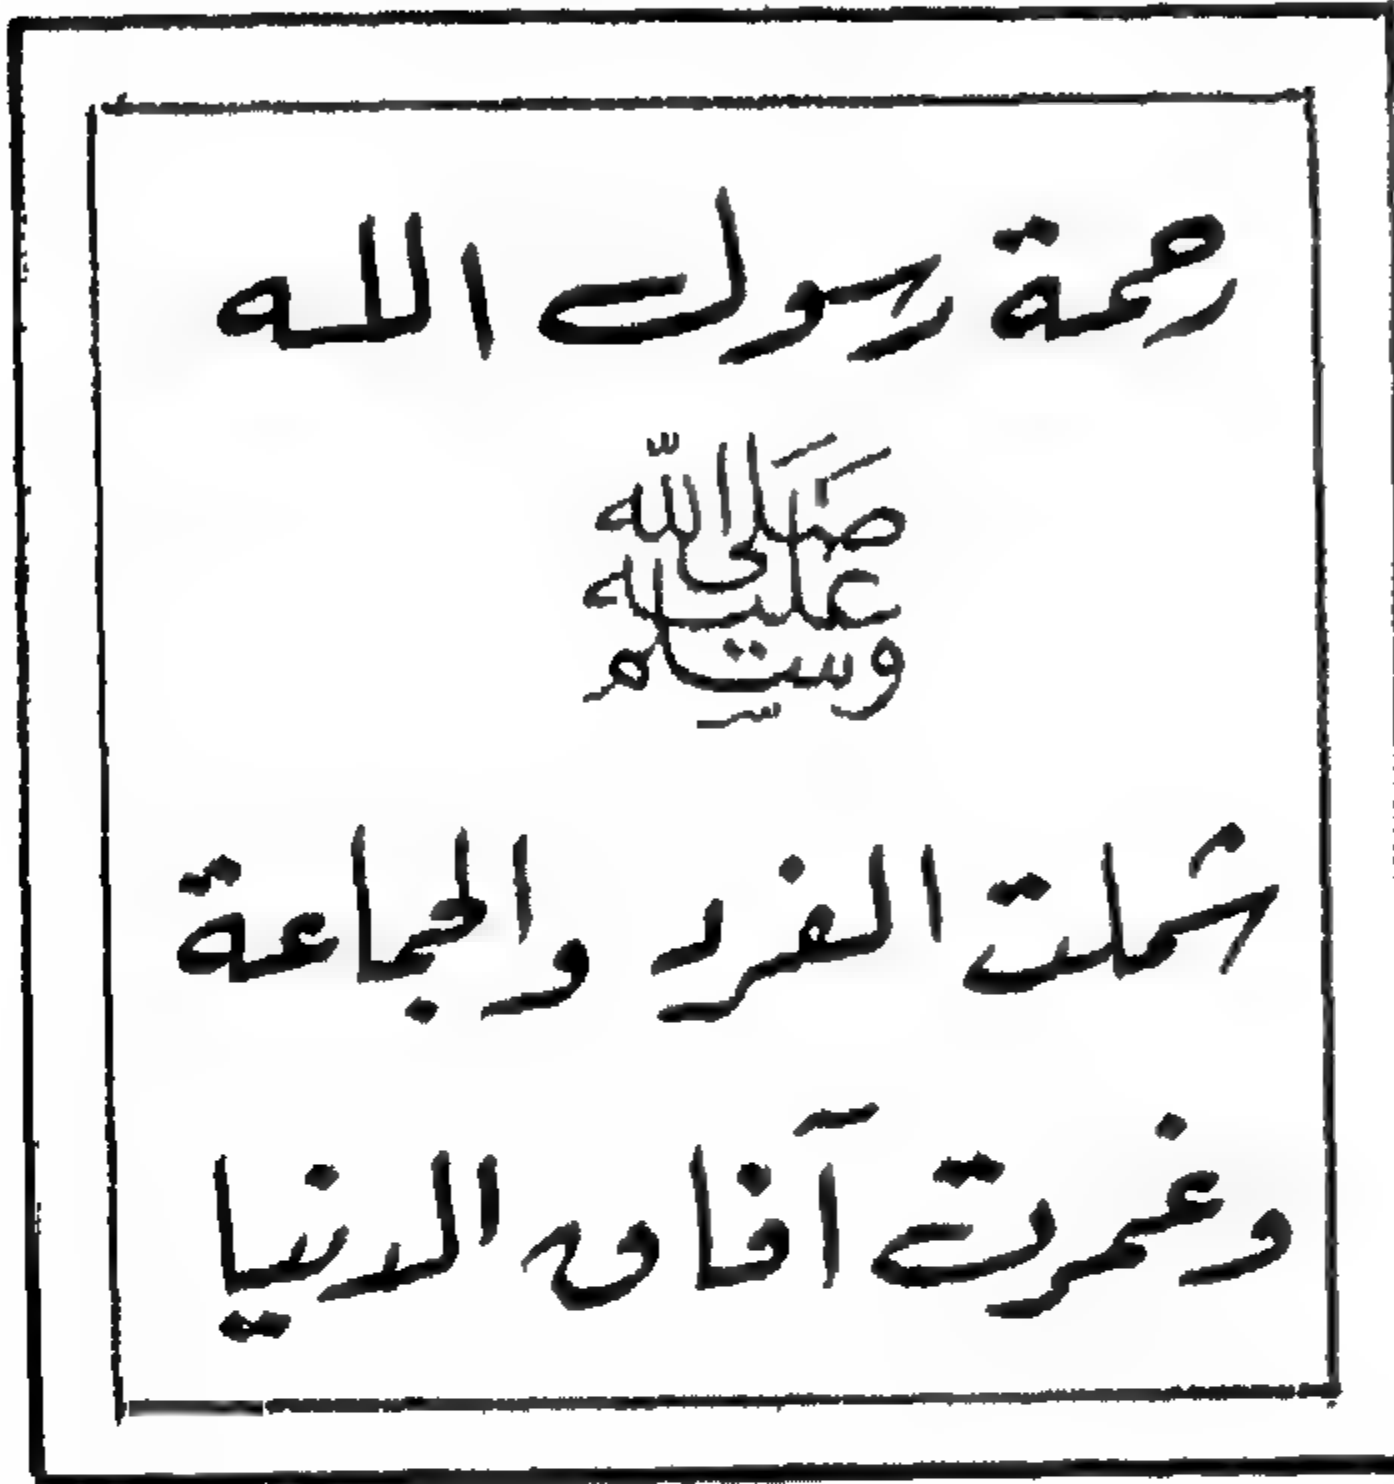 رحمة رسول الله
صلى الله عليه وسلم
شملت الفرد والجماعة
وغمرت آفاق الدنيا